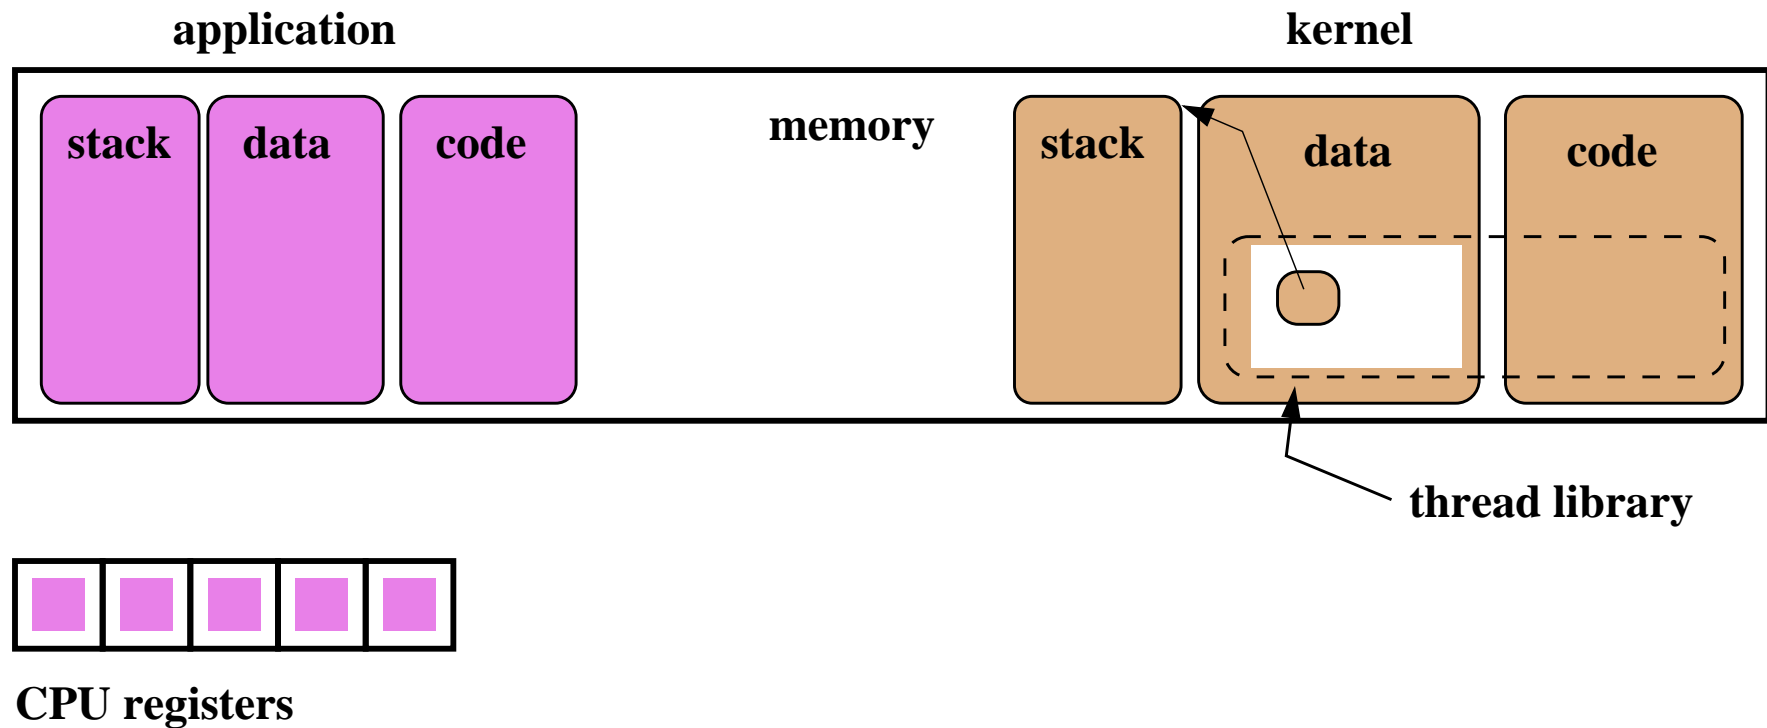 application
kernel
stack
data
code
memory
stack
data
code
thread library
CPU registers